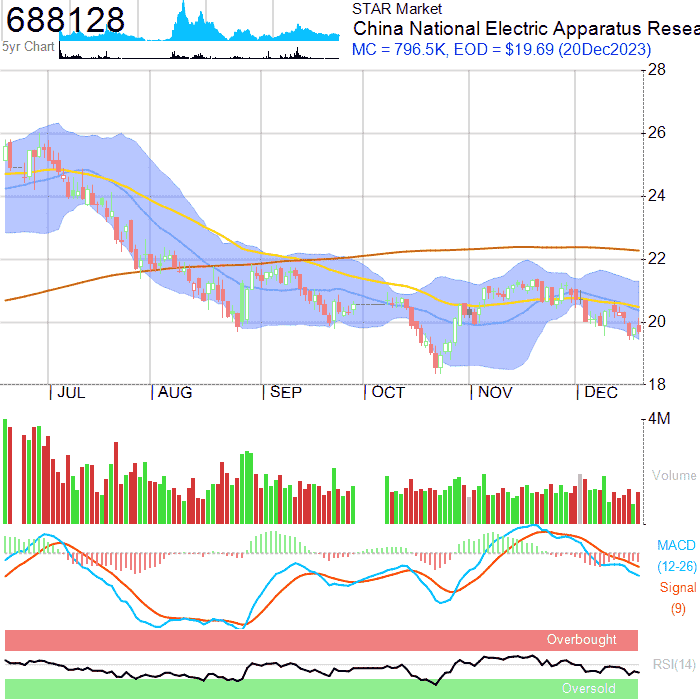 688128
5yr Chart
STAR Market
China National Electric Apparatus Resea
MC = 796.5K, EOD = $19.69 (20Dec2023)
28
26
24
22
20
18
JUL AUG SEP OCT NOV DEC
4M
Volume
MACD
(12-26)
Signal
(9)
Overbought
RSI(14)
Oversold